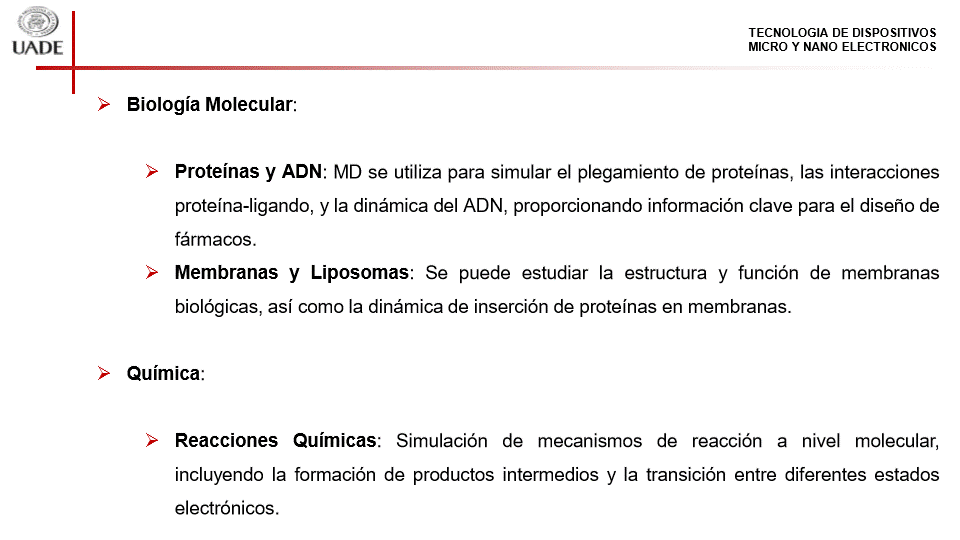 UADE
TECNOLOGIA DE DISPOSITIVOS
MICRO Y NANO ELECTRONICOS
Biología Molecular:
Proteínas y ADN: MD se utiliza para simular el plegamiento de proteínas, las interacciones
proteína-ligando, y la dinámica del ADN, proporcionando información clave para el diseño de
fármacos.
Membranas y Liposomas: Se puede estudiar la estructura y función de membranas
biológicas, así como la dinámica de inserción de proteínas en membranas.
Química:
Reacciones Químicas: Simulación de mecanismos de reacción a nivel molecular,
incluyendo la formación de productos intermedios y la transición entre diferentes estados
electrónicos.